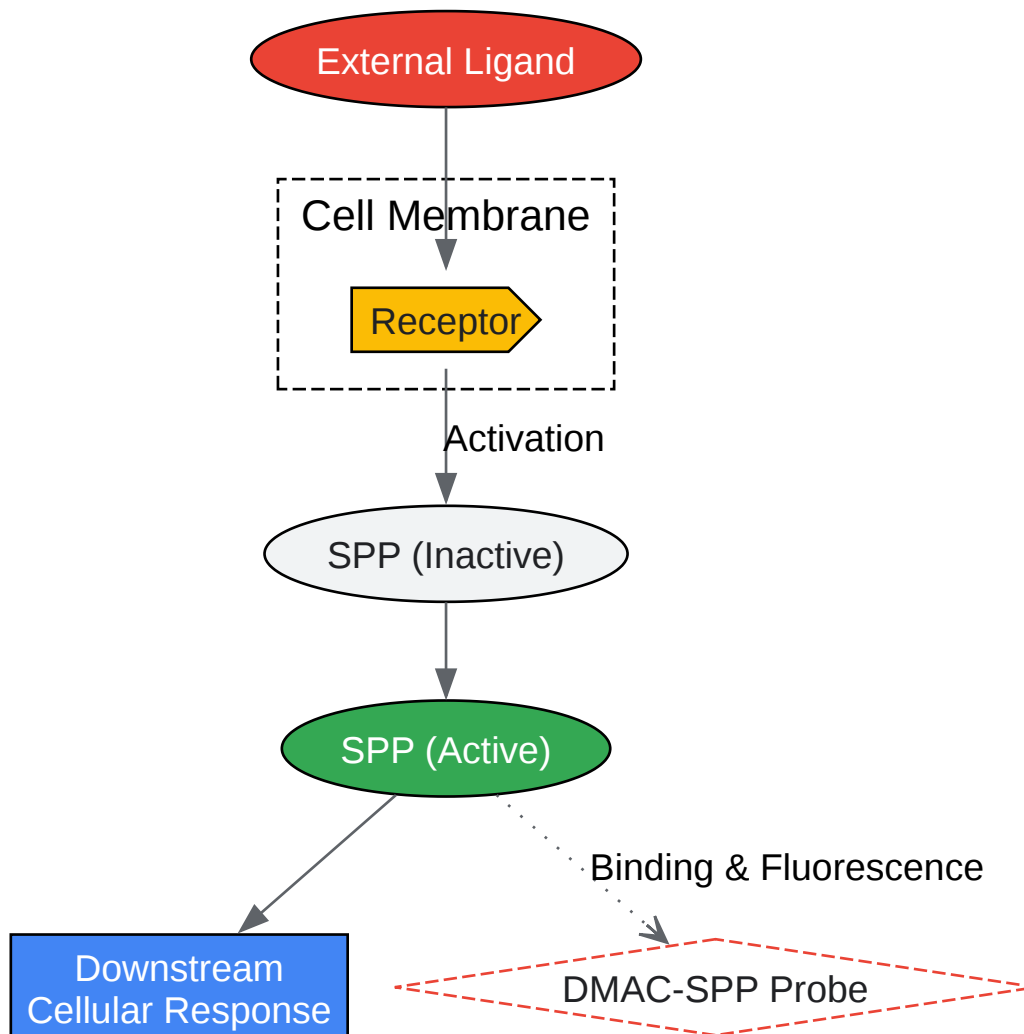 External Ligand
Cell Membrane
Receptor
Activation
SPP (Inactive)
SPP (Active)
Binding & Fluorescence
Downstream
Cellular Response
DMAC-SPP Probe